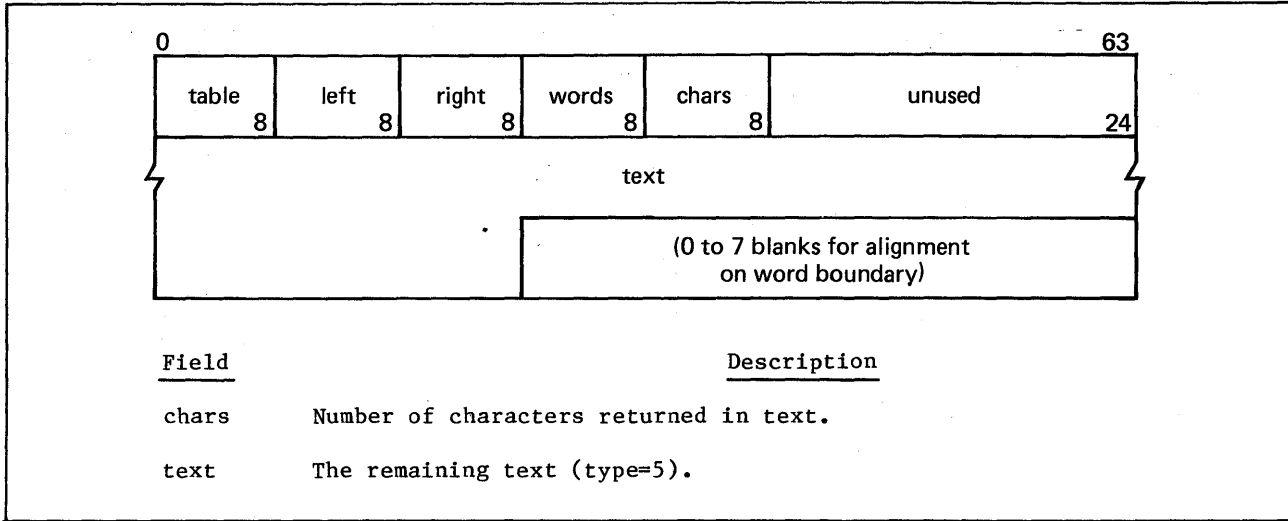 0 63
table left right words chars unused
8 8 8 8 8 24
text
(0 to 7 blanks for alignment
on word boundary)
Field Description
chars Number of characters returned in text.
text The remaining text (type=5).